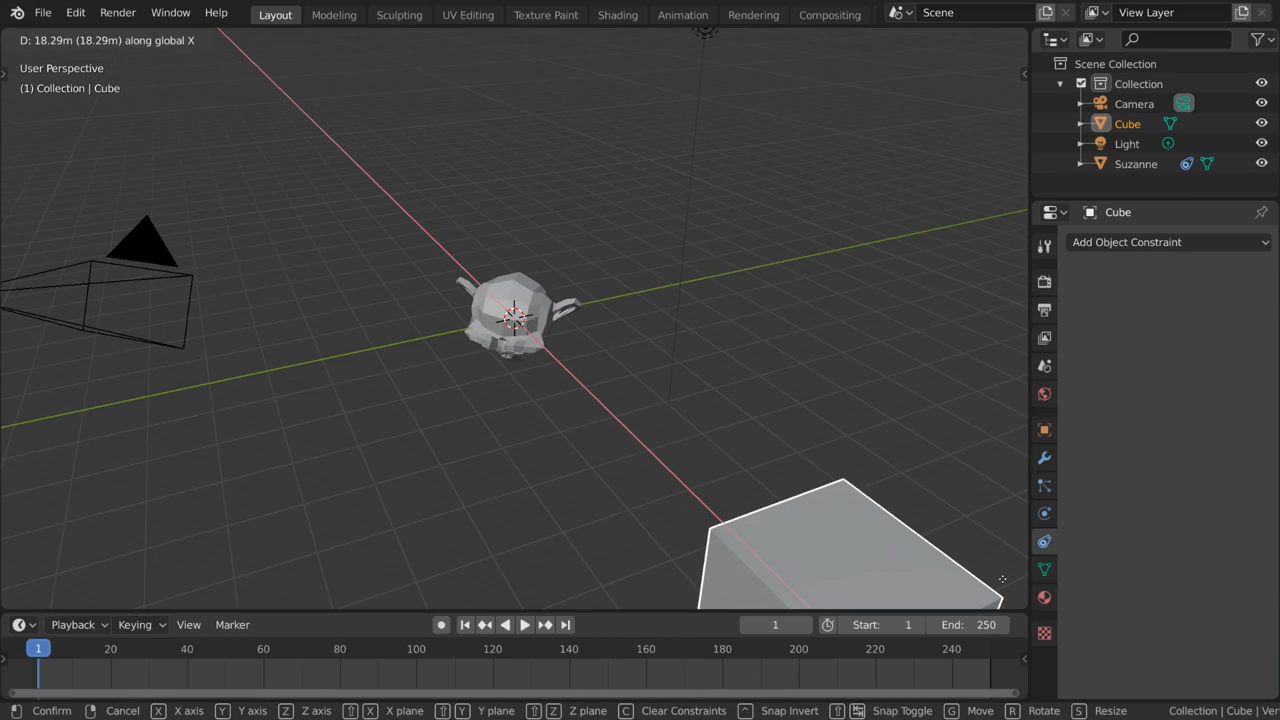 File Edit Render Window Help Layout Modeling Sculpting UV Editing Texture Paint Shading Animation Rendering Compositing Scene View Layer
D: 18.29m (18.29m) along global X
User Perspective
(1) Collection | Cube
Scene Collection
Collection
Camera
Cube
Light
Suzanne
Cube
Add Object Constraint
Playback Keying View Marker 1 Start: 1 End: 250
1 20 40 60 80 100 120 140 160 180 200 220 240
Confirm Cancel X X axis Y Y axis Z Z axis X X plane Y Y plane Z Z plane C Clear Constraints Snap Invert Snap Toggle G Move R Rotate S Resize Collection | Cube | Ver